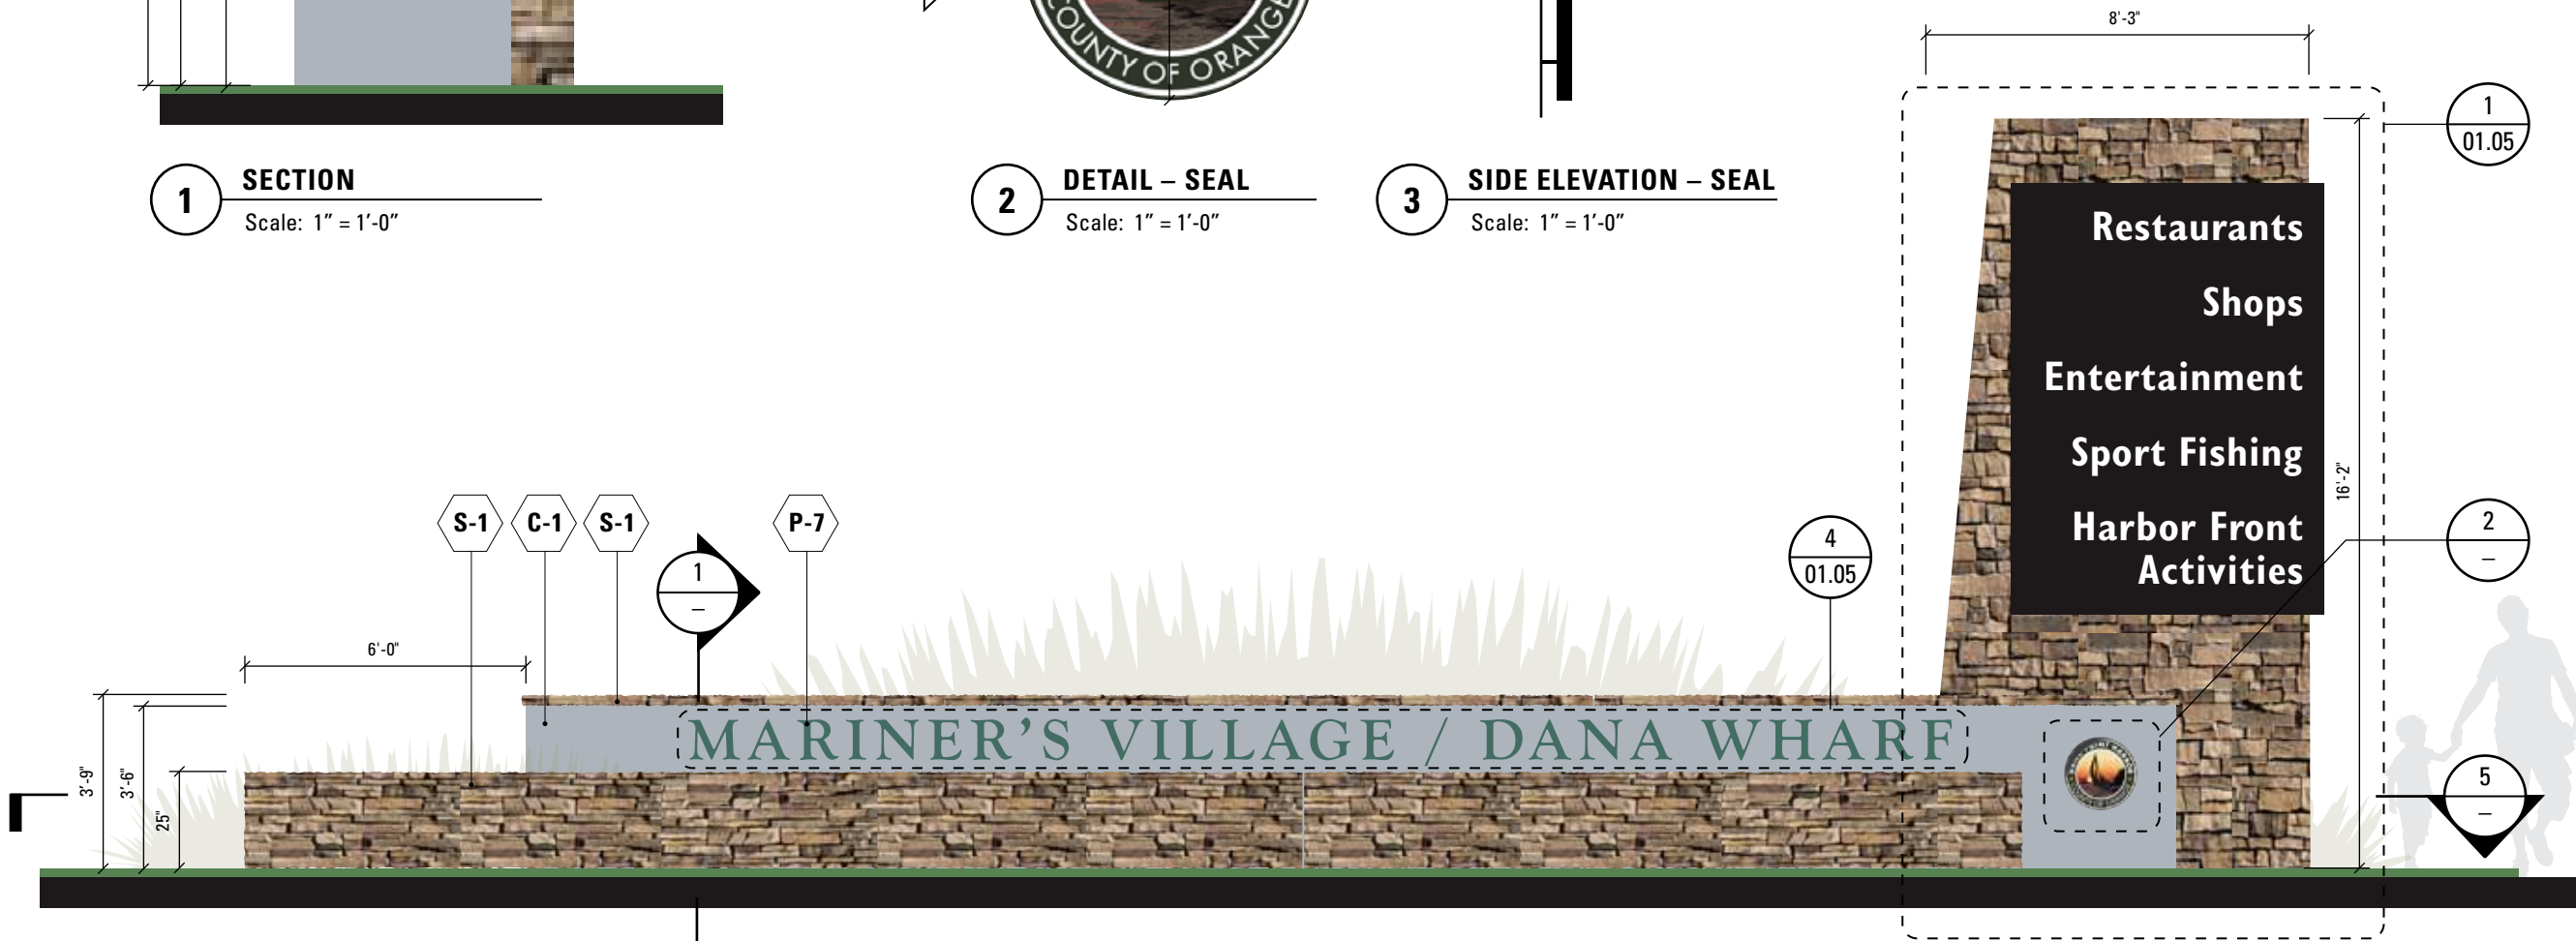 COUNTY OF ORANGE
8'-3"
1
01.05
1
SECTION
Scale: 1” = 1’-0”
2
DETAIL – SEAL
Scale: 1” = 1’-0”
3
SIDE ELEVATION – SEAL
Scale: 1” = 1’-0”
Restaurants
Shops
Entertainment
Sport Fishing
Harbor Front
Activities
16'-2"
S-1
C-1
S-1
P-7
1
–
4
01.05
2
–
6'-0"
MARINER’S VILLAGE / DANA WHARF
3’-9"
3’-6"
25"
5
–